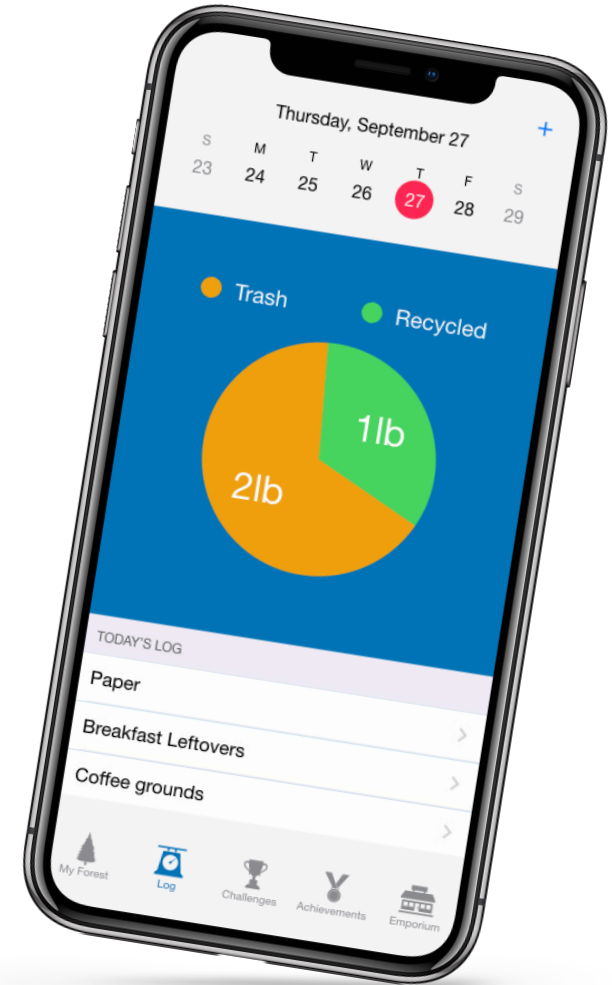 Thursday, September 27
+
S M T W T F S
23 24 25 26 27 28 29
Trash Recycled
1lb
2lb
TODAY'S LOG
Paper
Breakfast Leftovers
Coffee grounds
My Forest Log Challenges Achievements Emporium